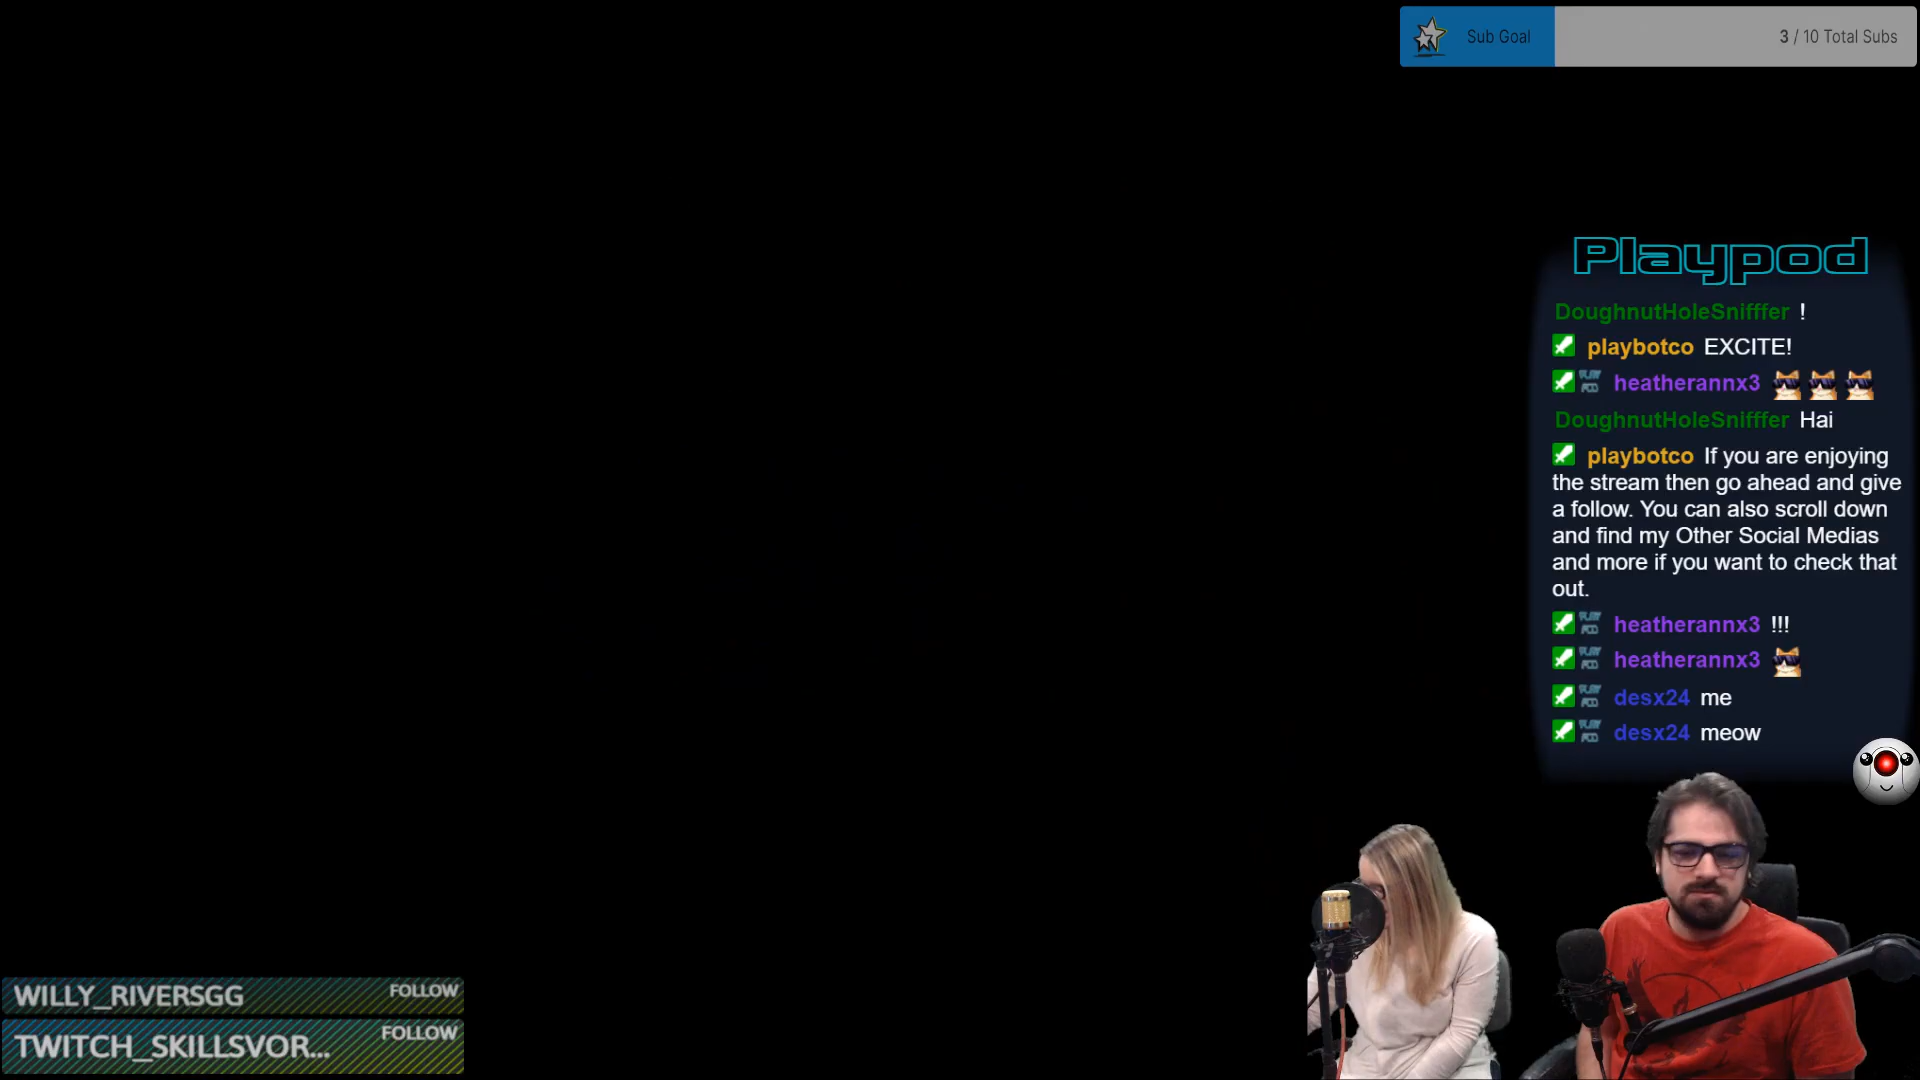 Sub Goal
3 / 10 Total Subs
Playpod
DoughnutHoleSnifffer !
playbotco EXCITE!
heatherannx3
DoughnutHoleSnifffer Hai
playbotco If you are enjoying
the stream then go ahead and give
a follow. You can also scroll down
and find my Other Social Medias
and more if you want to check that
out.
heatherannx3 !!!
heatherannx3
desx24 me
desx24 meow
WILLY_RIVERSGG FOLLOW
TWITCH_SKILLSVOR... FOLLOW